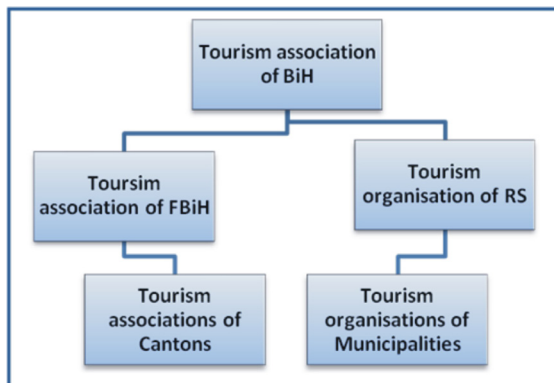 Tourism association
of BiH
Toursim
association of FBiH
Tourism
organisation of RS
Tourism
associations of
Cantons
Tourism
organisations of
Municipalities